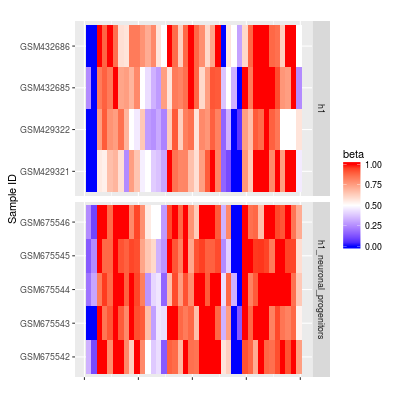 Sample ID
GSM432686
GSM432685
GSM429322
GSM429321
h1
GSM675546
GSM675545
GSM675544
GSM675543
GSM675542
h1_neuronal_progenitors
beta
1.00
0.75
0.50
0.25
0.00